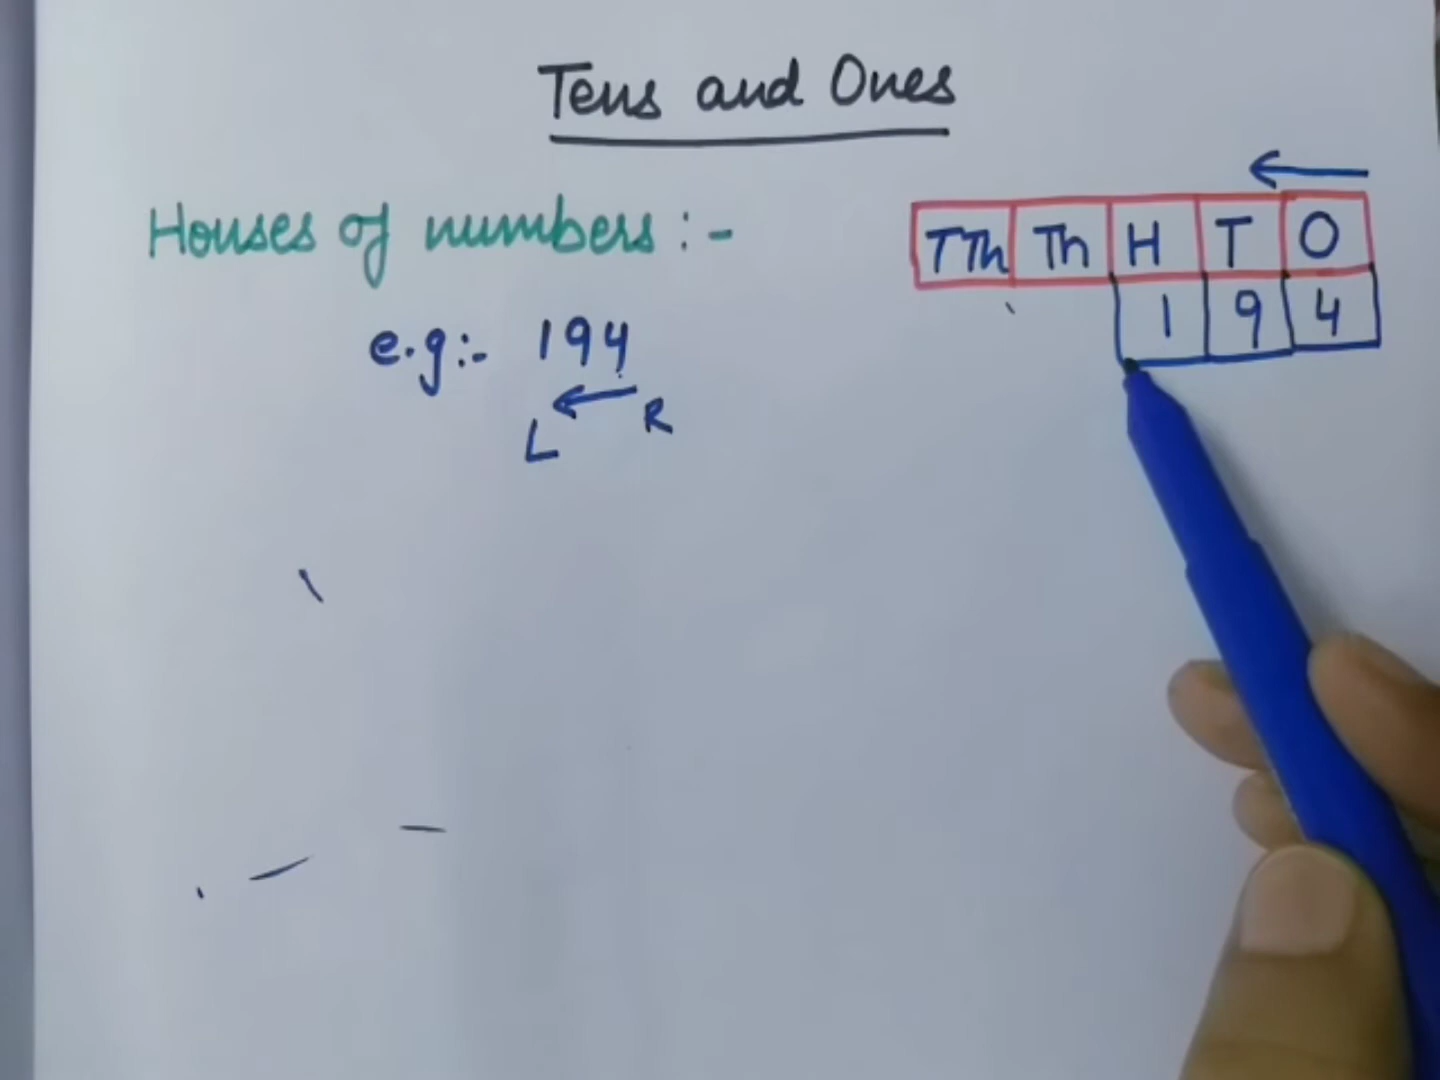 Tens and Ones
Houses of numbers :-
TTh Th H T O
1 9 4
e.g:- 194
L R